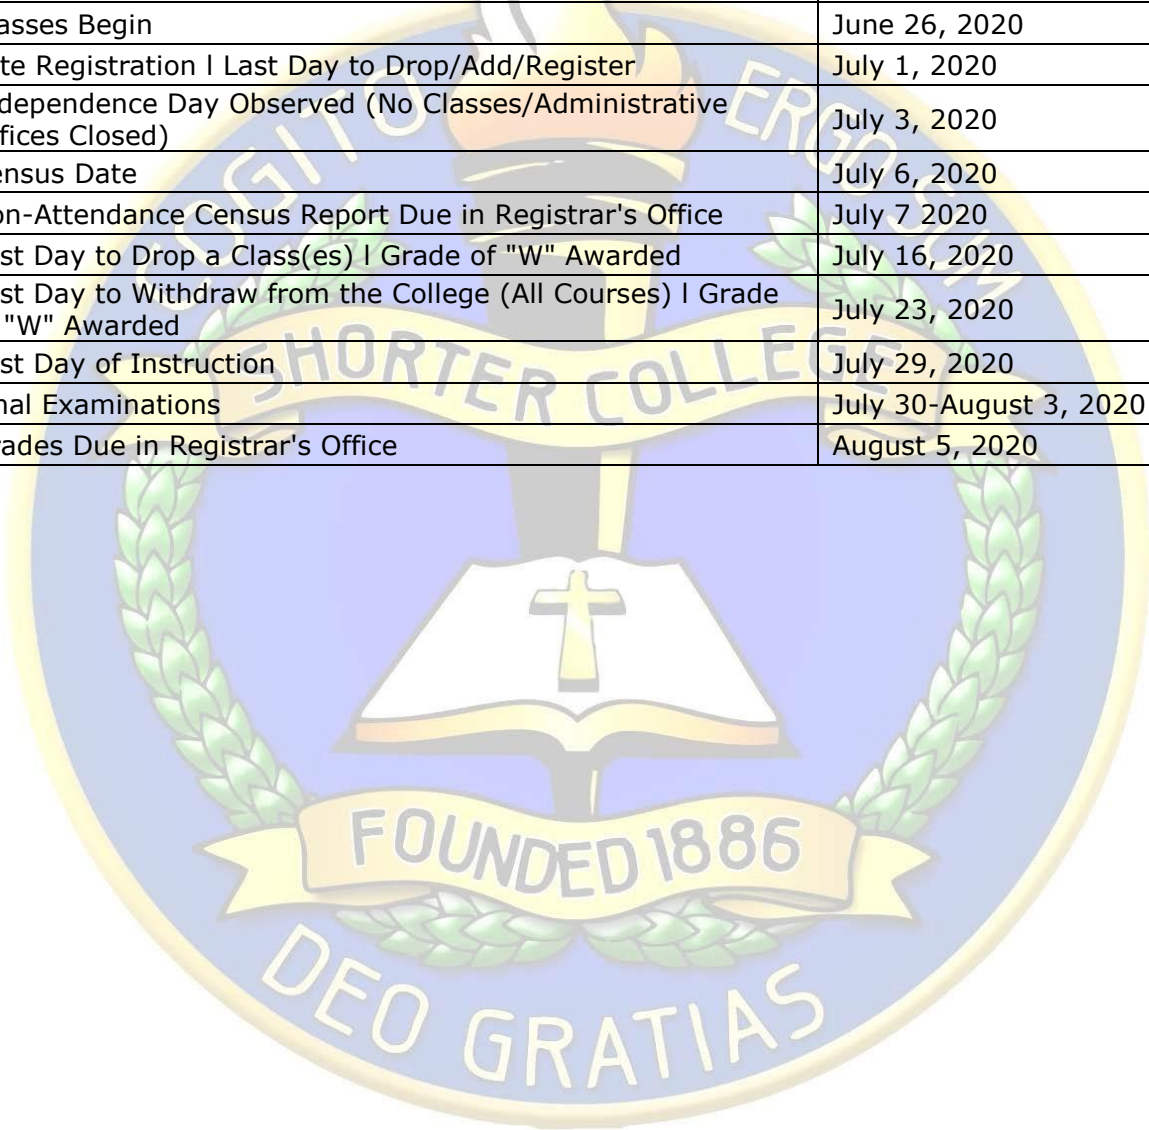 asses Begin June 26, 2020
te Registration l Last Day to Drop/Add/Register July 1, 2020
dependence Day Observed (No Classes/Administrative
fices Closed) July 3, 2020
ensus Date July 6, 2020
on-Attendance Census Report Due in Registrar's Office July 7 2020
st Day to Drop a Class(es) l Grade of "W" Awarded July 16, 2020
st Day to Withdraw from the College (All Courses) l Grade
"W" Awarded July 23, 2020
st Day of Instruction July 29, 2020
nal Examinations July 30-August 3, 2020
rades Due in Registrar's Office August 5, 2020
COGITO ERGO SUM
SHORTER COLLEGE
FOUNDED 1886
DEO GRATIAS